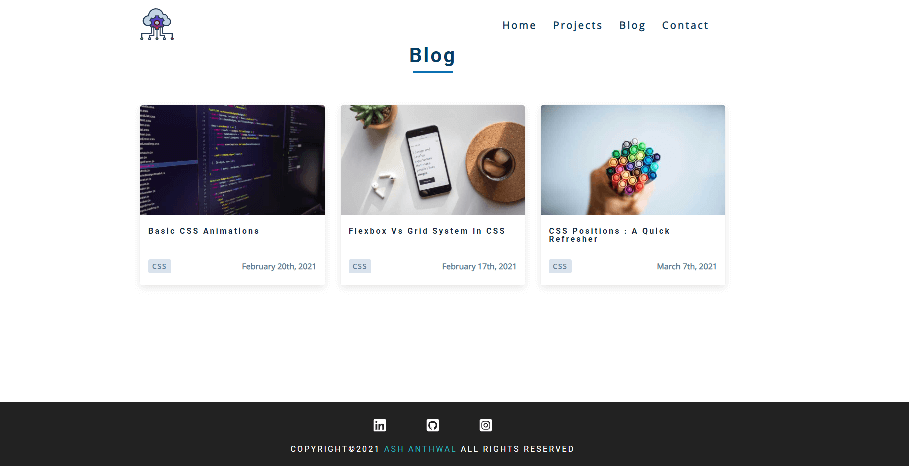 Home Projects Blog Contact
Blog
Basic CSS Animations
CSS February 20th, 2021
Flexbox Vs Grid System In CSS
CSS February 17th, 2021
CSS Positions : A Quick
Refresher
CSS March 7th, 2021
COPYRIGHT©2021 ASH ANTHWAL ALL RIGHTS RESERVED